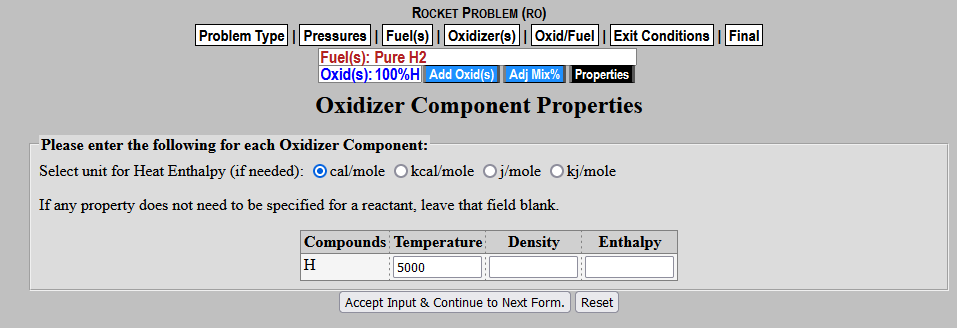 ROCKET PROBLEM (RO)
Problem Type | Pressures | Fuel(s) | Oxidizer(s) | Oxid/Fuel | Exit Conditions | Final
Fuel(s): Pure H2
Oxid(s): 100%H Add Oxid(s) Adj Mix% Properties
Oxidizer Component Properties
Please enter the following for each Oxidizer Component:
Select unit for Heat Enthalpy (if needed): cal/mole kcal/mole j/mole kj/mole
If any property does not need to be specified for a reactant, leave that field blank.
Compounds Temperature Density Enthalpy
H 5000
Accept Input & Continue to Next Form. Reset